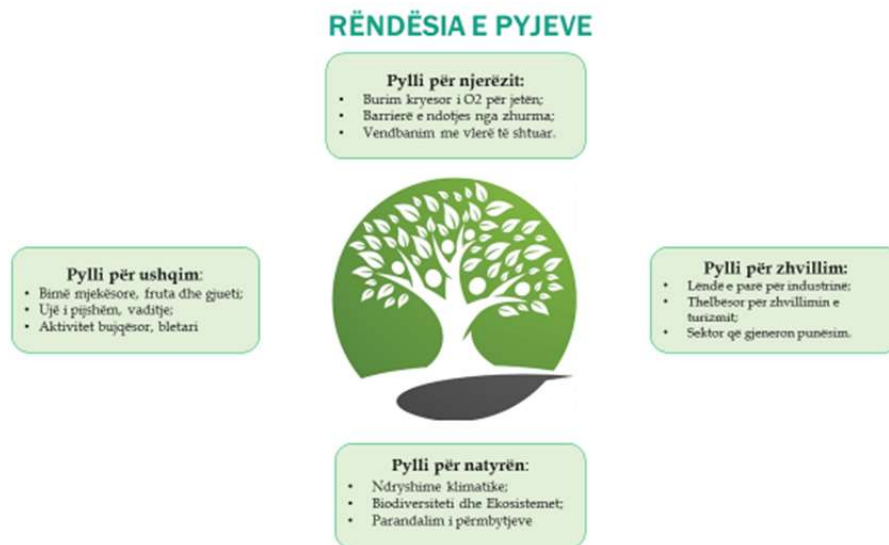 RËNDËSIA E PYJEVE
Pylli për njerëzit:
• Burim kryesor i O2 për jetën;
• Barrierë e ndotjes nga zhurma;
• Vendbanim me vlerë të shtuar.
Pylli për ushqim:
• Bimë mjekësore, fruta dhe gjueti;
• Ujë i pijshëm, vaditje;
• Aktivitet bujqësor, bletari
Pylli për zhvillim:
• Lëndë e parë për industrinë;
• Thelbësor për zhvillimin e
turizmit;
• Sektor që gjeneron punësim.
Pylli për natyrën:
• Ndryshime klimatike;
• Biodiversiteti dhe Ekosistemet;
• Parandalim i përmbytjeve